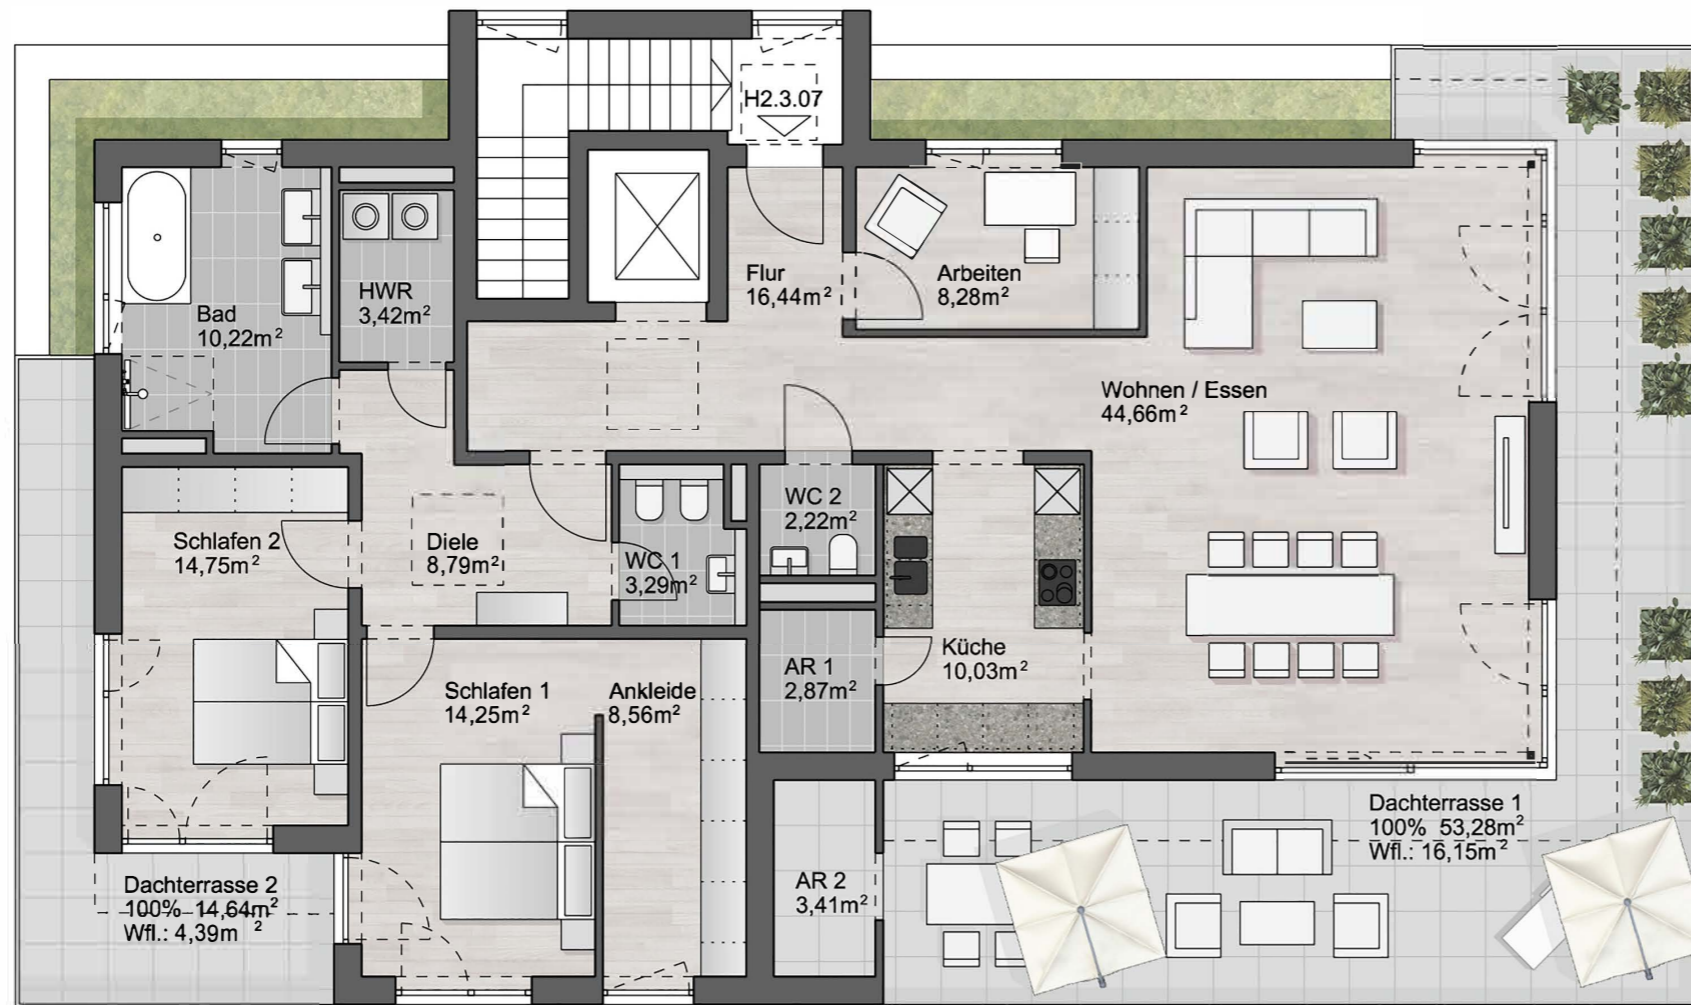 H2.3.07
Flur
16,44m²
Arbeiten
8,28m²
HWR
3,42m²
Bad
10,22m²
Wohnen / Essen
44,66m²
WC 2
2,22m²
Schlafen 2
14,75m²
Diele
8,79m²
WC 1
3,29m²
Küche
10,03m²
AR 1
2,87m²
Schlafen 1
14,25m²
Ankleide
8,56m²
Dachterrasse 1
100% 53,28m²
Wfl.: 16,15m²
AR 2
3,41m²
Dachterrasse 2
100% 14,64m²
Wfl.: 4,39m ²